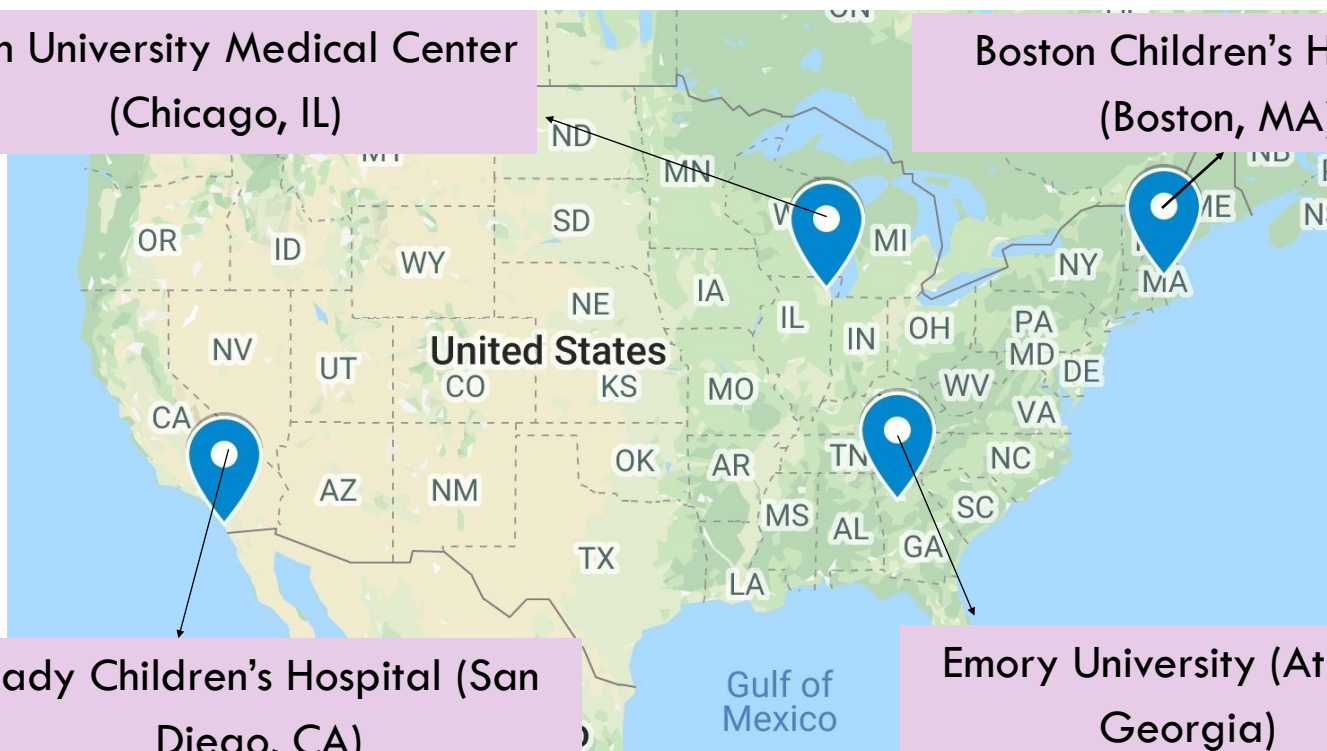 University Medical Center
(Chicago, IL)
Boston Children's
(Boston, MA)
ND
MN
MI
ME
OR
ID
WY
SD
NY
MA
NE
IA
IL
IN
OH
PA
NV
UT
United States
CO
KS
MO
WV
MD
DE
VA
CA
AZ
NM
OK
AR
TN
NC
SC
MS
AL
GA
TX
LA
Children's Hospital (San
Diego, CA)
Gulf of
Mexico
Emory University
Georgia)